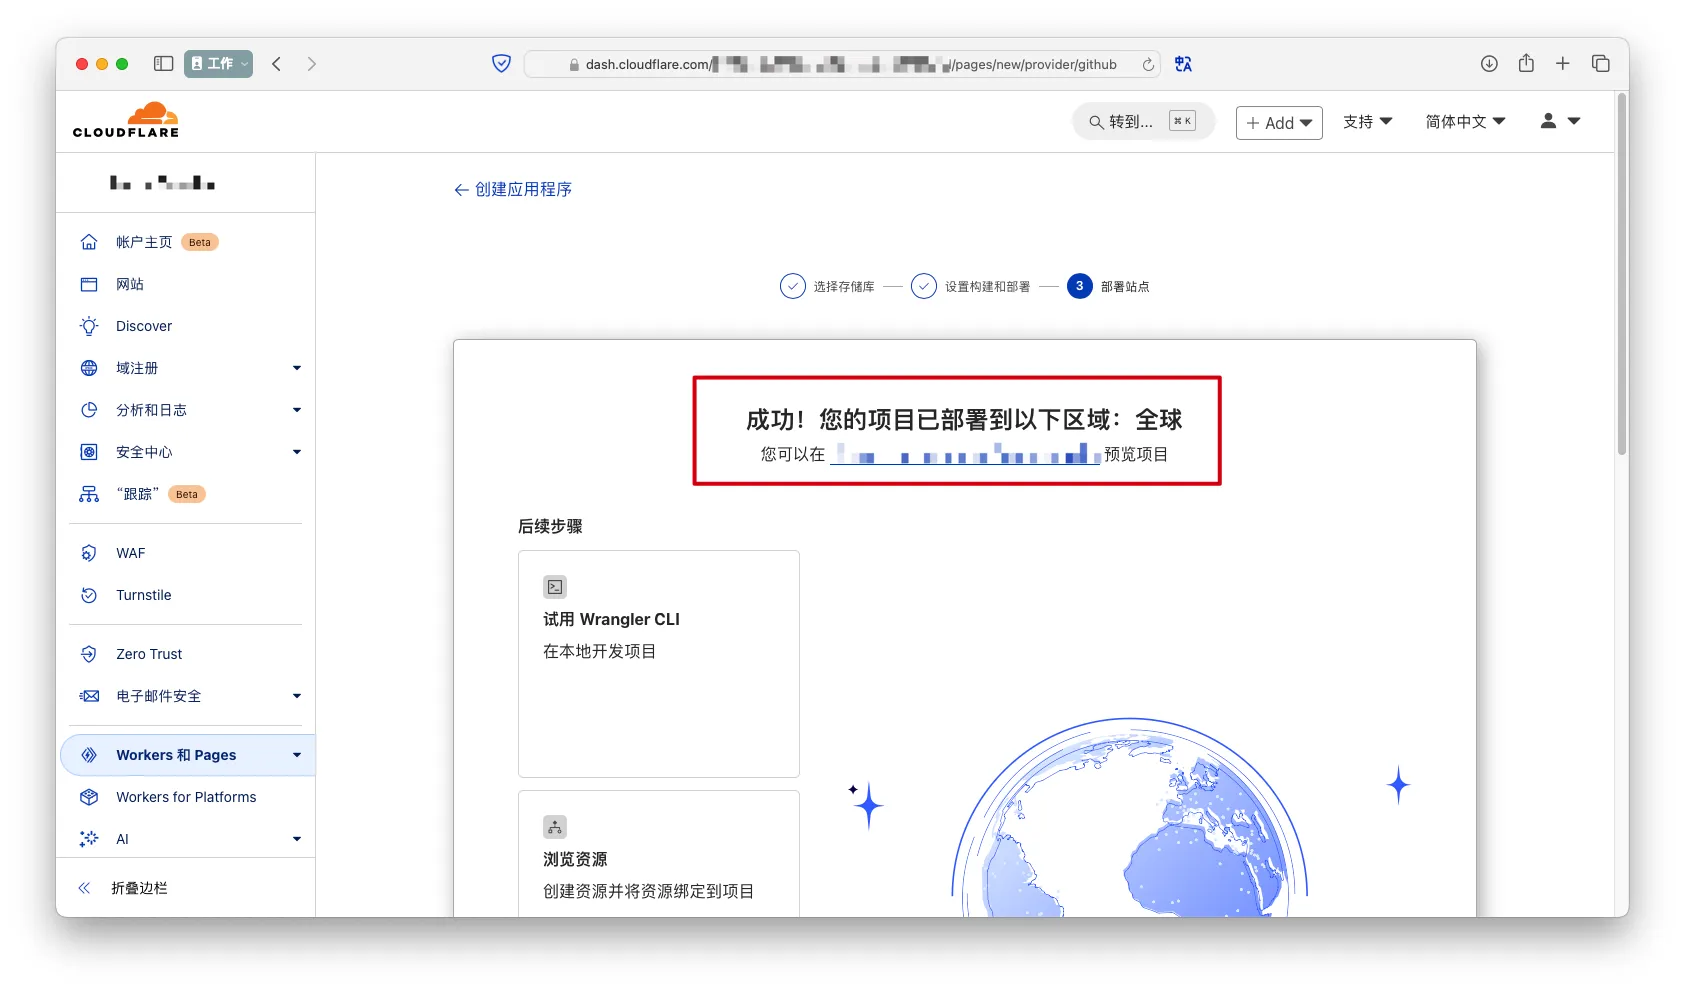 工作
dash.cloudflare.com/
/pages/new/provider/github
CLOUDFLARE
转到...
⌘ K
+ Add
支持
简体中文
帐户主页 Beta
网站
Discover
域注册
分析和日志
安全中心
“跟踪” Beta
WAF
Turnstile
Zero Trust
电子邮件安全
Workers 和 Pages
Workers for Platforms
AI
折叠边栏
← 创建应用程序
选择存储库
设置构建和部署
3 部署站点
成功！您的项目已部署到以下区域：全球
您可以在 预览项目
后续步骤
试用 Wrangler CLI
在本地开发项目
浏览资源
创建资源并将资源绑定到项目